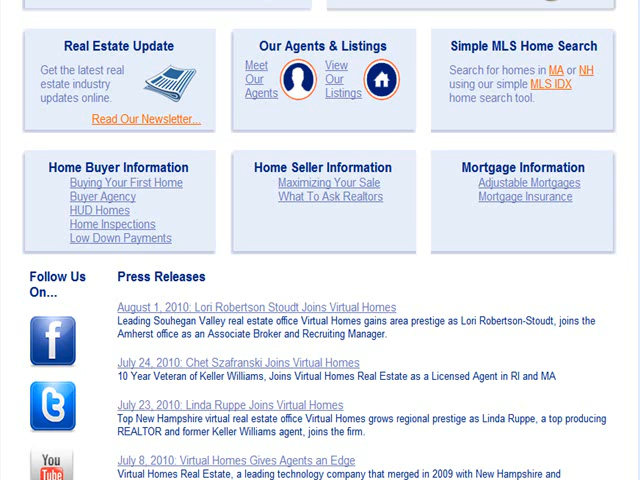 Real Estate Update
Get the latest real
estate industry
updates online.
Read Our Newsletter...
Our Agents & Listings
Meet
Our
Agents
View
Our
Listings
Simple MLS Home Search
Search for homes in MA or NH
using our simple MLS IDX
home search tool.
Home Buyer Information
Buying Your First Home
Buyer Agency
HUD Homes
Home Inspections
Low Down Payments
Home Seller Information
Maximizing Your Sale
What To Ask Realtors
Mortgage Information
Adjustable Mortgages
Mortgage Insurance
Follow Us
On...
f
t
You
Tube
Press Releases
August 1, 2010: Lori Robertson Stoudt Joins Virtual Homes
Leading Souhegan Valley real estate office Virtual Homes gains area prestige as Lori Robertson-Stoudt, joins the
Amherst office as an Associate Broker and Recruiting Manager.
July 24, 2010: Chet Szafranski Joins Virtual Homes
10 Year Veteran of Keller Williams, Joins Virtual Homes Real Estate as a Licensed Agent in RI and MA
July 23, 2010: Linda Ruppe Joins Virtual Homes
Top New Hampshire virtual real estate office Virtual Homes grows regional prestige as Linda Ruppe, a top producing
REALTOR and former Keller Williams agent, joins the firm.
July 8, 2010: Virtual Homes Gives Agents an Edge
Virtual Homes Real Estate, a leading technology company that merged in 2009 with New Hampshire and